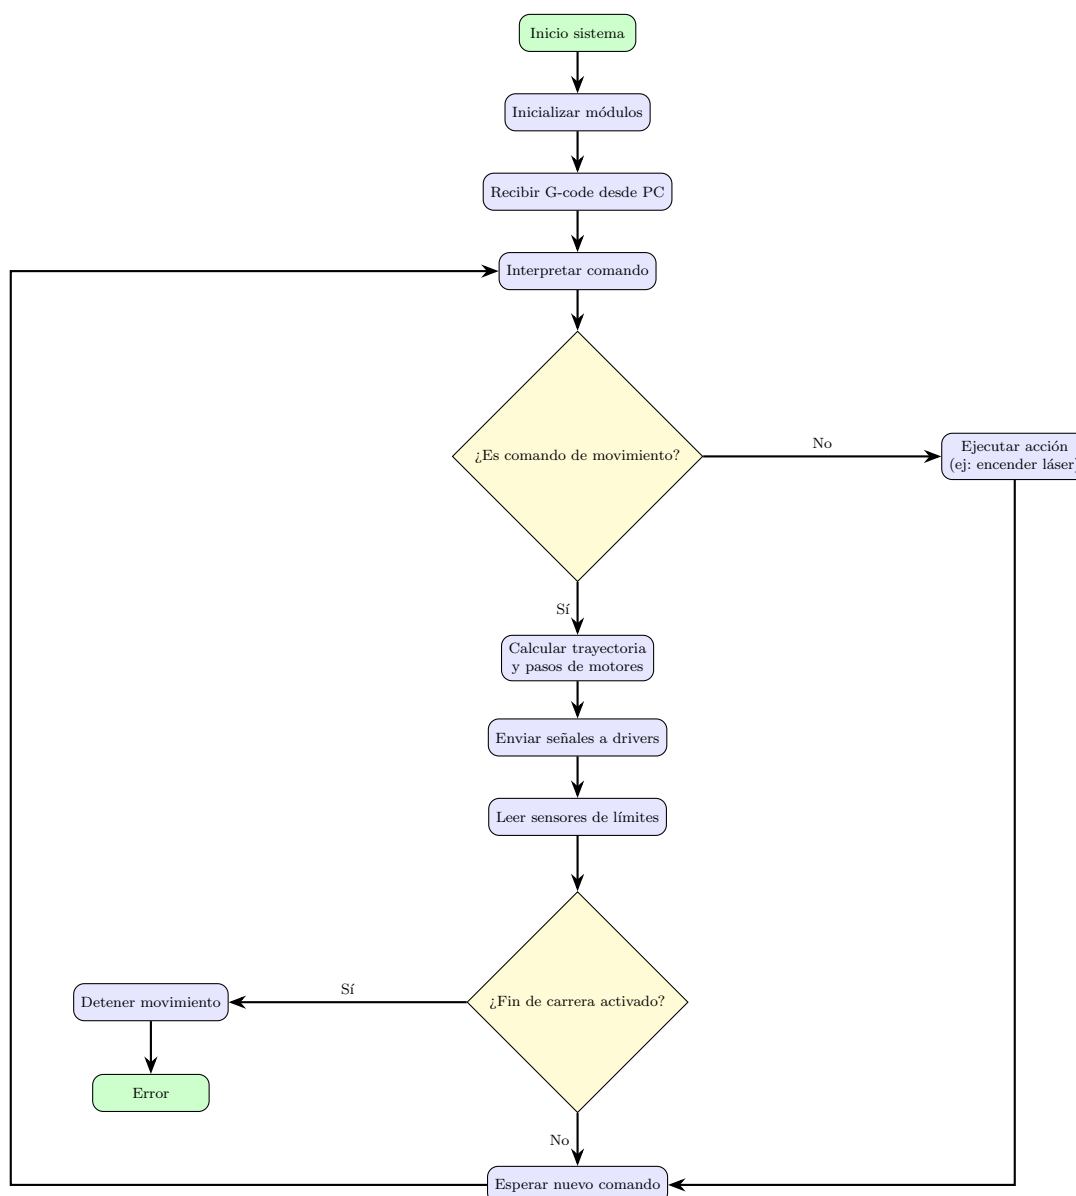 Inicio sistema
Inicializar módulos
Recibir G-code desde PC
Interpretar comando
¿Es comando de movimiento?
No
Ejecutar acción
(ej: encender láser)
Sí
Calcular trayectoria
y pasos de motores
Enviar señales a drivers
Leer sensores de límites
¿Fin de carrera activado?
Sí
Detener movimiento
Error
No
Esperar nuevo comando